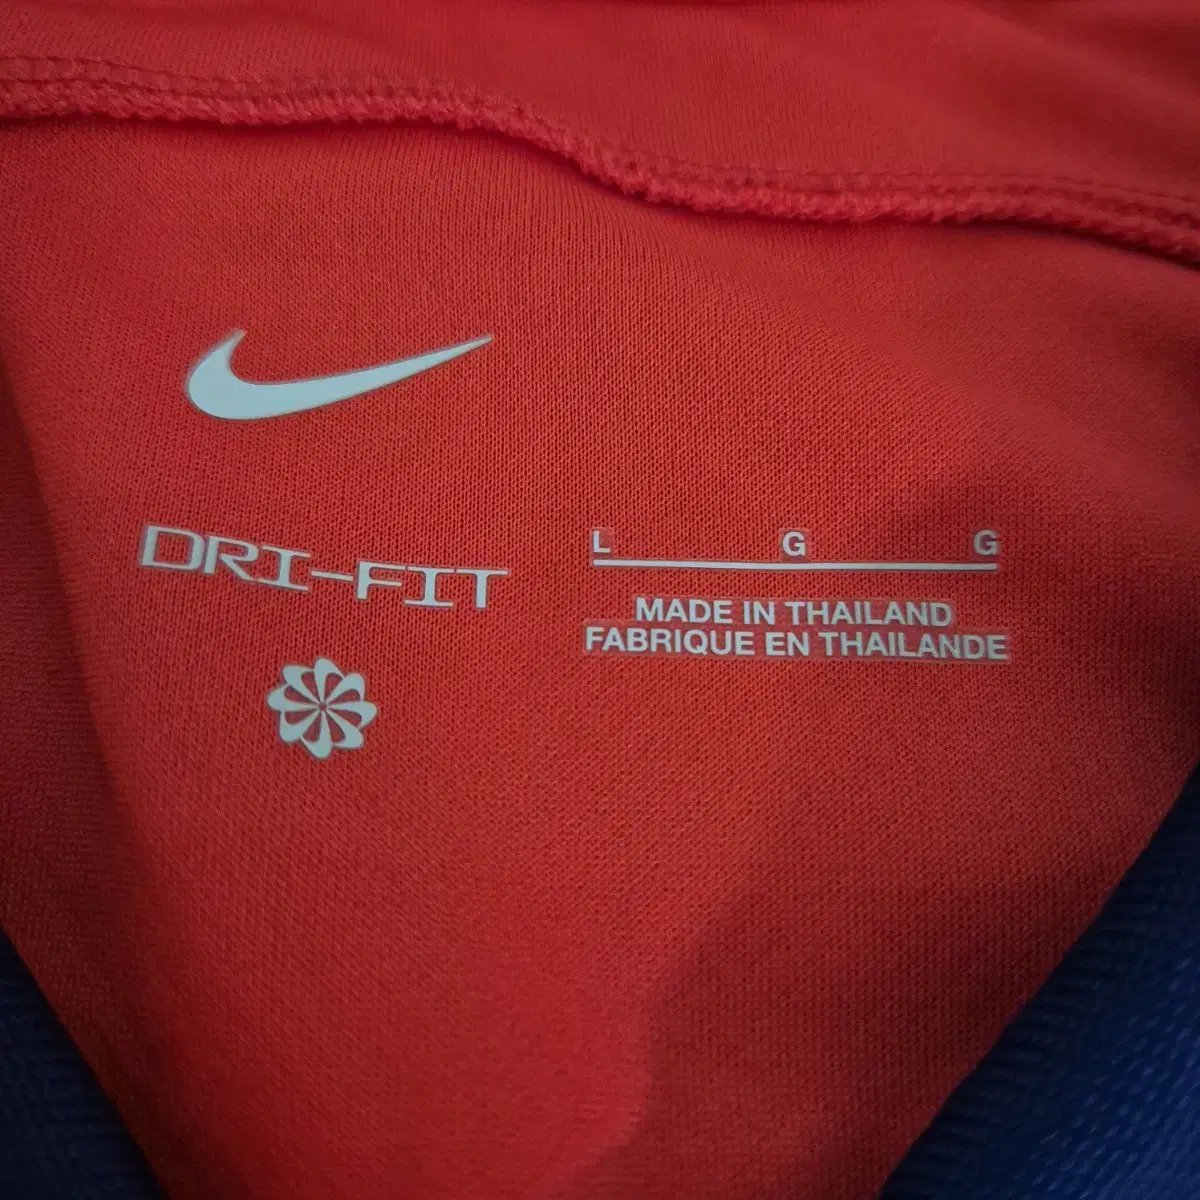 DRI-FIT
L G G
MADE IN THAILAND
FABRIQUE EN THAILANDE